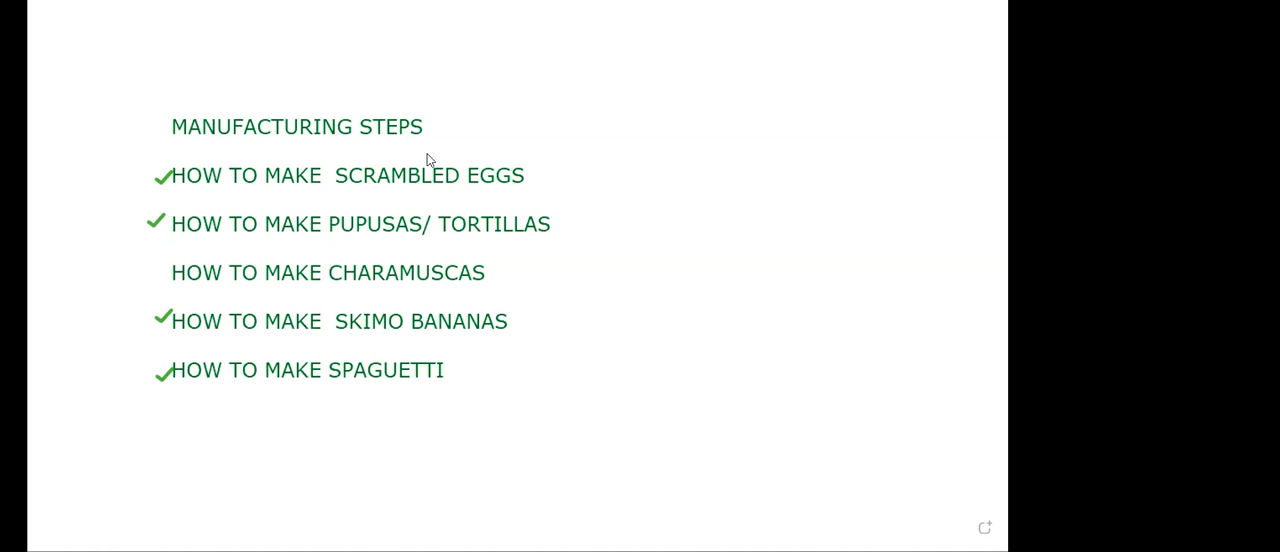 MANUFACTURING STEPS
HOW TO MAKE  SCRAMBLED EGGS
HOW TO MAKE PUPUSAS/ TORTILLAS
HOW TO MAKE CHARAMUSCAS
HOW TO MAKE  SKIMO BANANAS
HOW TO MAKE SPAGUETTI